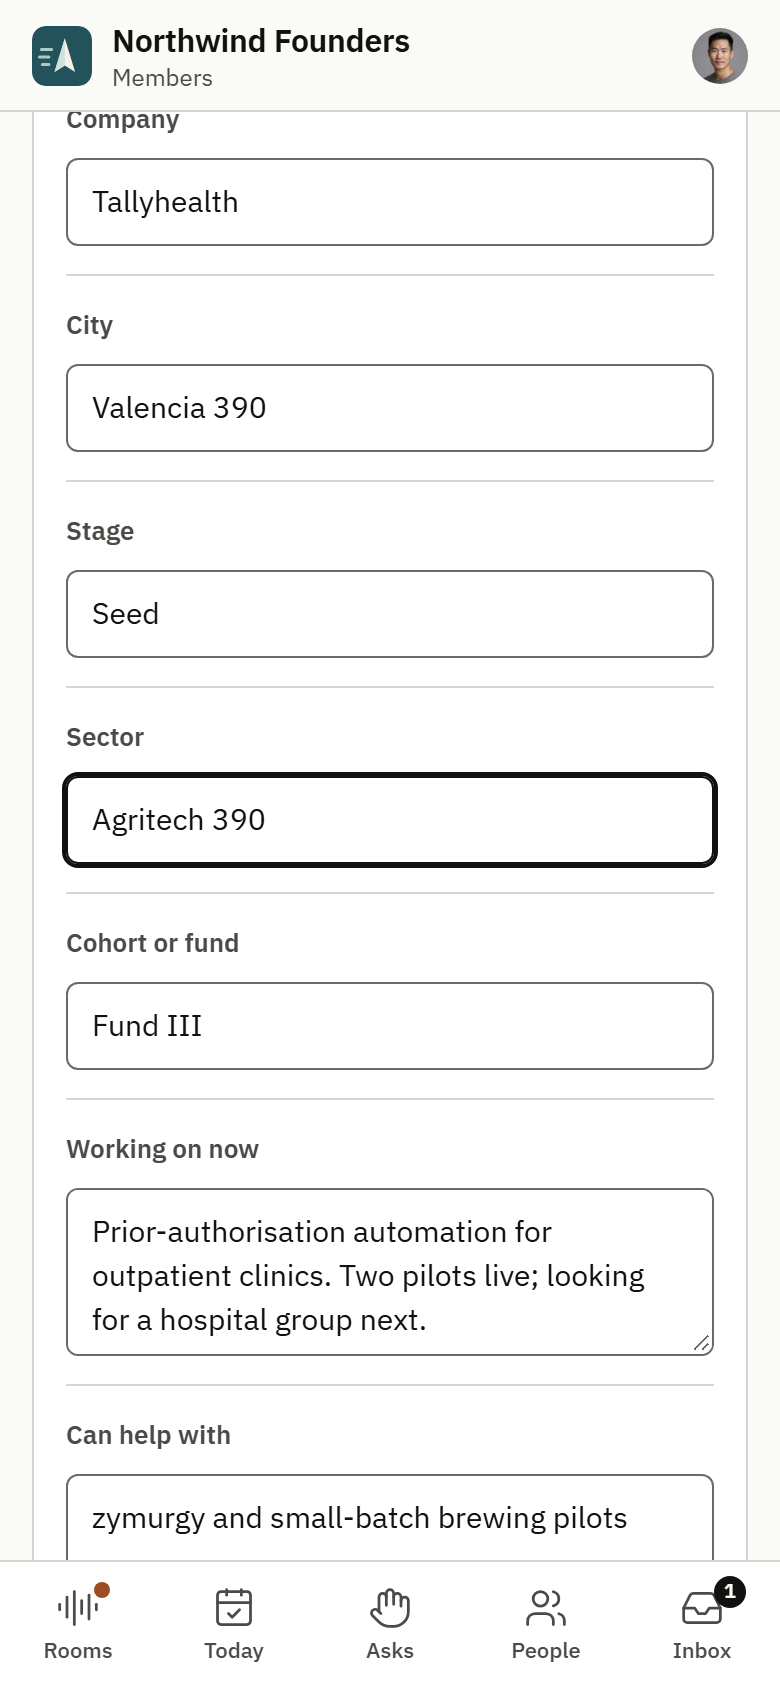 Northwind Founders
Members
Company
Tallyhealth
City
Valencia 390
Stage
Seed
Sector
Agritech 390
Cohort or fund
Fund III
Working on now
Prior-authorisation automation for
outpatient clinics. Two pilots live; looking
for a hospital group next.
Can help with
zymurgy and small-batch brewing pilots
1
Rooms
Today
Asks
People
Inbox